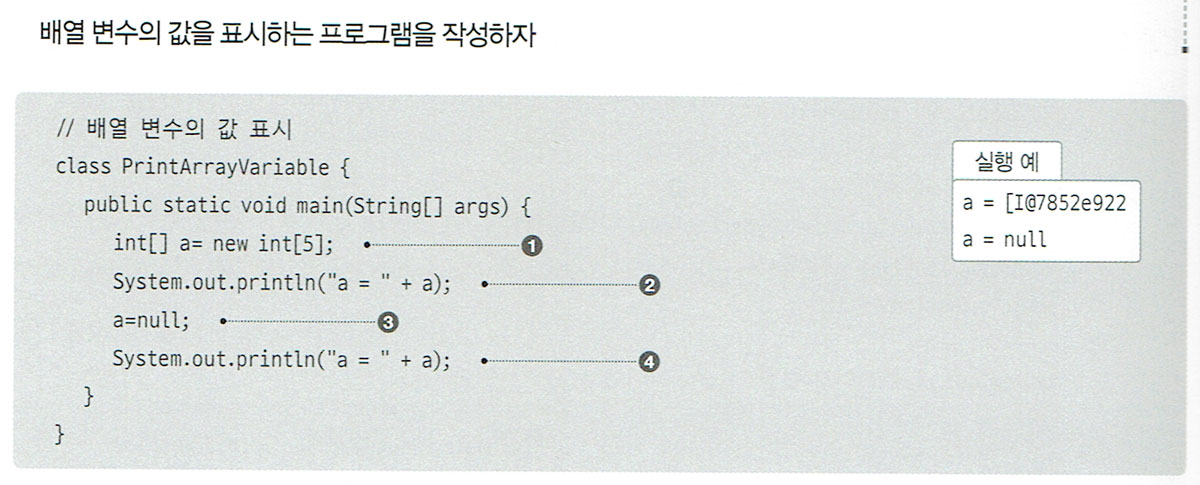 배열 변수의 값을 표시하는 프로그램을 작성하자
// 배열 변수의 값 표시
class PrintArrayVariable {
public static void main(String[] args) {
int[] a= new int[5]; ❶
System.out.println("a = " + a); ❷
a=null; ❸
System.out.println("a = " + a); ❹
}
}
실행 예
a = [I@7852e922
a = null